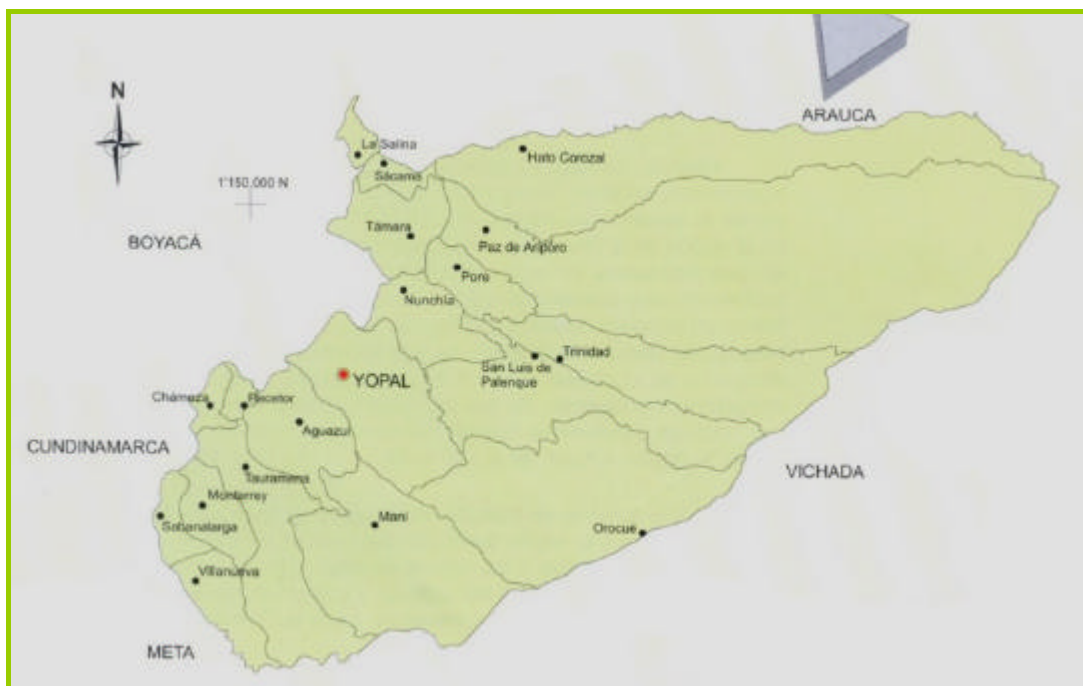 N
ARAUCA
La Salina
Hato Corozal
Sácama
1'150.000 N
Támara
BOYACÁ
Paz de Ariporo
Pore
Nunchía
Trinidad
San Luis de
Palenque
YOPAL
Chámeza
Recetor
Aguazul
CUNDINAMARCA
Tauramena
VICHADA
Monterrey
Sabanalarga
Maní
Orocué
Villanueva
META